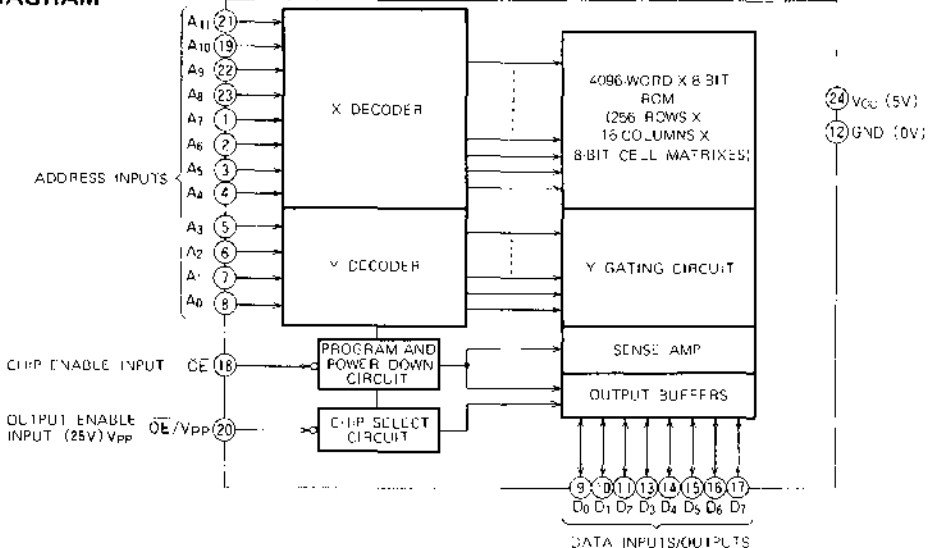 A11 21
A10 19
A9 22
A8 23
A7 1
A6 2
A5 3
A4 4
ADDRESS INPUTS
A3 5
A2 6
A1 7
A0 8
X DECODER
Y DECODER
4096-WORD X 8-BIT
ROM
(256 ROWS X
16 COLUMNS X
8-BIT CELL MATRIXES)
24 VCC (5V)
12 GND (0V)
Y GATING CIRCUIT
CHIP ENABLE INPUT CE 18
PROGRAM AND
POWER DOWN
CIRCUIT
SENSE AMP
OUTPUT BUFFERS
OUTPUT ENABLE
INPUT (25V) VPP OE/VPP 20
CHIP SELECT
CIRCUIT
9 10 11 13 14 15 16 17
D0 D1 D2 D3 D4 D5 D6 D7
DATA INPUTS/OUTPUTS